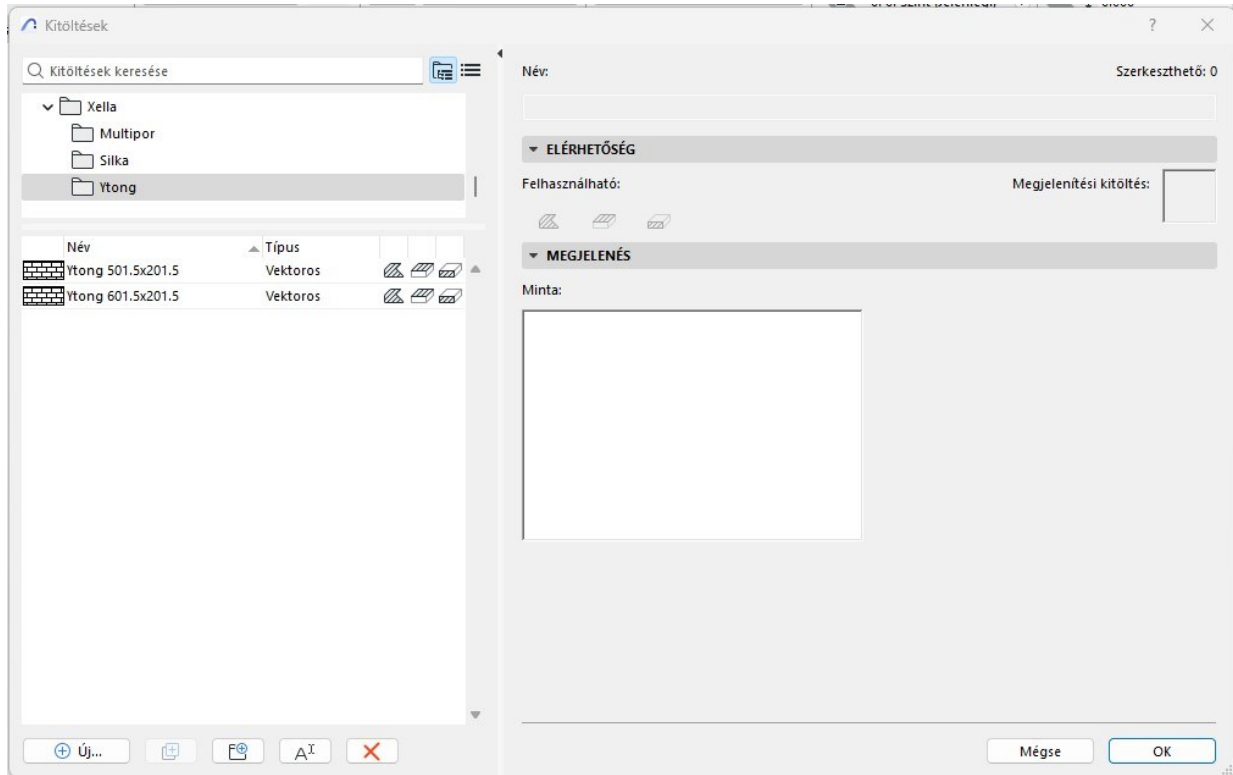 Kitöltések
Kitöltések keresése
Xella
Multipor
Silka
Ytong
Név
Típus
Ytong 501.5x201.5
Vektoros
Ytong 601.5x201.5
Vektoros
Új...
Név:
Szerkeszthető: 0
ELÉRHETŐSÉG
Felhasználható:
Megjelenítési kitöltés:
MEGJELENÉS
Minta:
Mégse
OK